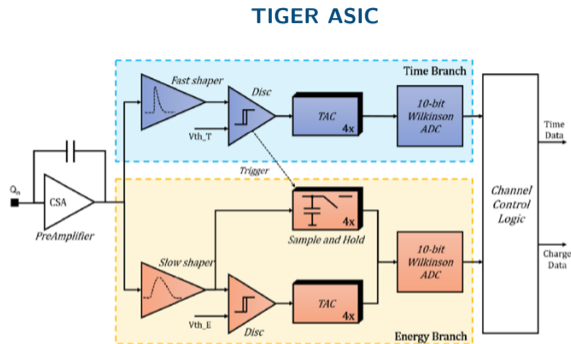 TIGER ASIC
Time Branch
Fast shaper
Disc
TAC
4x
10-bit
Wilkinson
ADC
Vth_T
Trigger
Time
Data
Qin
CSA
PreAmplifier
Channel
Control
Logic
4x
Sample and Hold
Slow shaper
10-bit
Wilkinson
ADC
Charge
Data
Vth_E
Disc
TAC
4x
Energy Branch